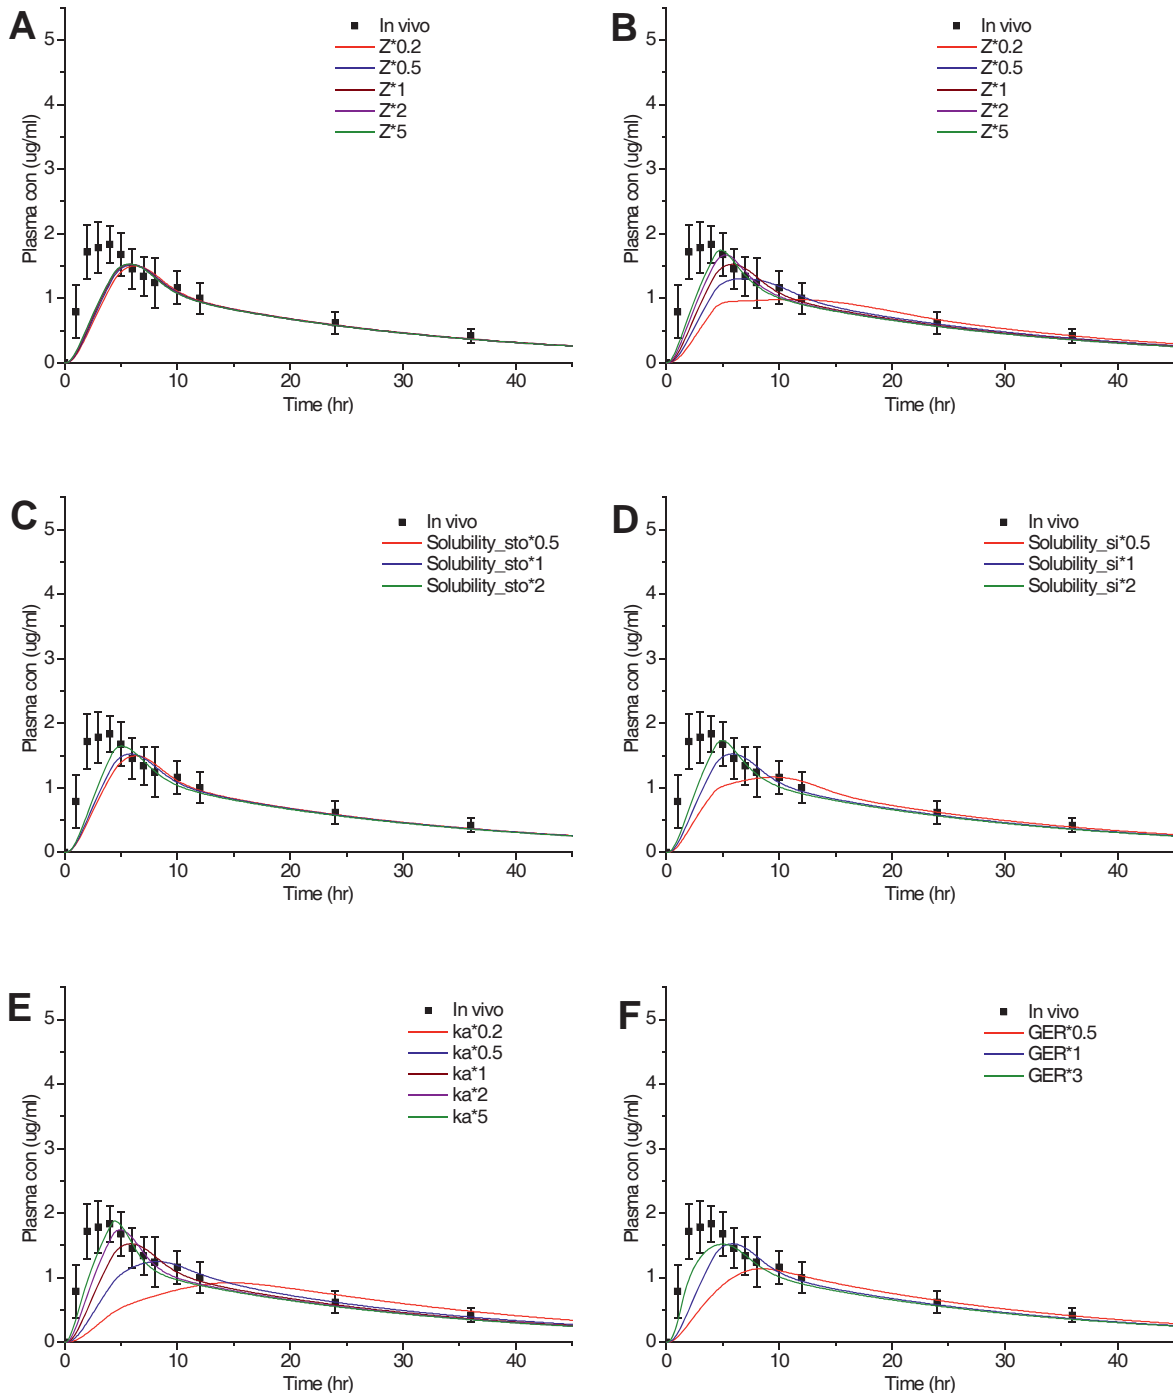 A
In vivo
Z*0.2
Z*0.5
Z*1
Z*2
Z*5
Plasma con (ug/ml)
5
4
3
2
1
0
0 10 20 30 40
Time (hr)
B
In vivo
Z*0.2
Z*0.5
Z*1
Z*2
Z*5
Plasma con (ug/ml)
5
4
3
2
1
0
0 10 20 30 40
Time (hr)
C
In vivo
Solubility_sto*0.5
Solubility_sto*1
Solubility_sto*2
Plasma con (ug/ml)
5
4
3
2
1
0
0 10 20 30 40
Time (hr)
D
In vivo
Solubility_si*0.5
Solubility_si*1
Solubility_si*2
Plasma con (ug/ml)
5
4
3
2
1
0
0 10 20 30 40
Time (hr)
E
In vivo
ka*0.2
ka*0.5
ka*1
ka*2
ka*5
Plasma con (ug/ml)
5
4
3
2
1
0
0 10 20 30 40
Time (hr)
F
In vivo
GER*0.5
GER*1
GER*3
Plasma con (ug/ml)
5
4
3
2
1
0
0 10 20 30 40
Time (hr)